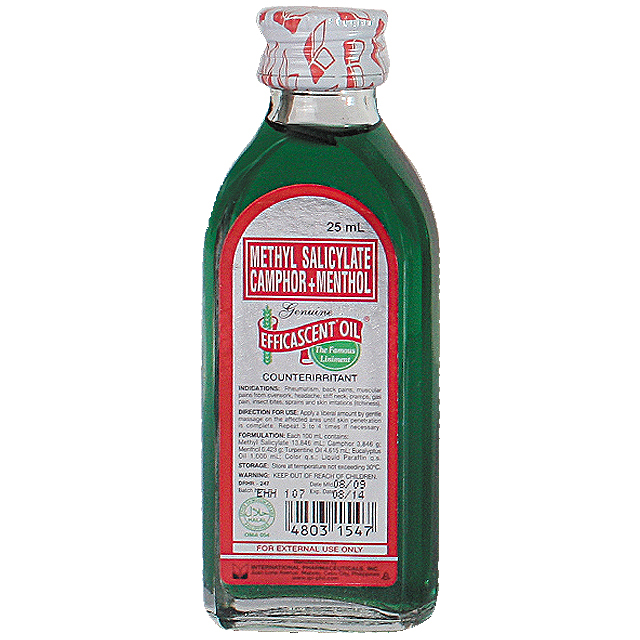 25 mL
METHYL SALICYLATE
CAMPHOR + MENTHOL
Genuine
EFFICASCENT OIL®
The Famous
Liniment
COUNTERIRRITANT
INDICATIONS: Rheumatism, back pains, muscular
pains from overwork, headache, stiff neck, cramps, gas
pain, insect bites, sprains and skin irritations (itchiness).
DIRECTION FOR USE: Apply a liberal amount by gentle
massage on the affected area until skin penetration
is complete. Repeat 3 to 4 times if necessary.
FORMULATION: Each 100 mL contains:
Methyl Salicylate 13.846 mL; Camphor 3.846 g;
Menthol 0.423 g; Turpentine Oil 4.615 mL; Eucalyptus
Oil 1.000 mL; Color q.s.; Liquid Paraffin q.s.
STORAGE: Store at temperature not exceeding 30°C.
WARNING: KEEP OUT OF REACH OF CHILDREN.
DRHR - 247 Date Mfd. 08/09
Batch EHH 107 Exp. Date 08/14
حلال
HALAL
4803 1547
FOR EXTERNAL USE ONLY
INTERNATIONAL PHARMACEUTICALS, INC.